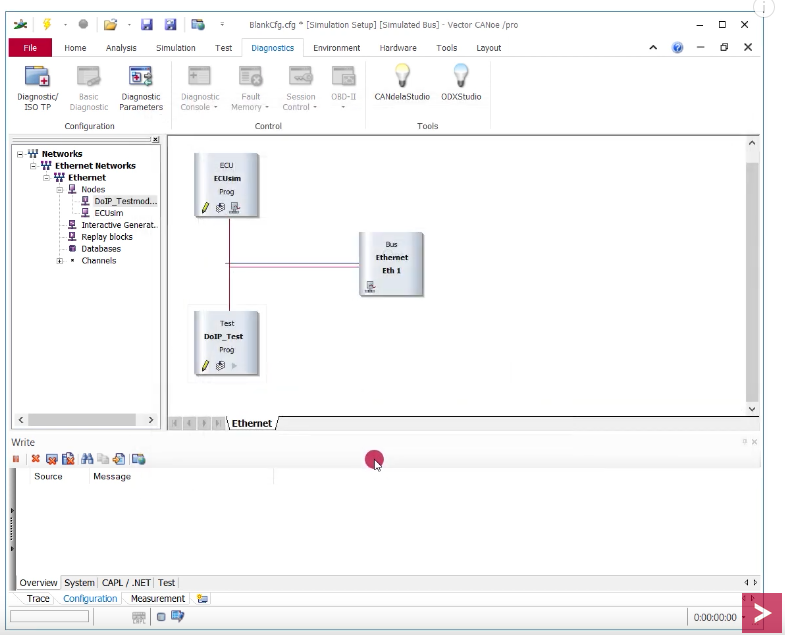 BlankCfg.cfg * [Simulation Setup] [Simulated Bus] - Vector CANoe /pro
File Home Analysis Simulation Test Diagnostics Environment Hardware Tools Layout
Diagnostic/ ISO TP
Basic Diagnostic
Diagnostic Parameters
Diagnostic Console
Fault Memory
Session Control
OBD-II
CANdelaStudio
ODXStudio
Configuration Control Tools
Networks
Ethernet Networks
Ethernet
Nodes
DoIP_Testmod...
ECUsim
Interactive Generat...
Replay blocks
Databases
Channels
ECU
ECUsim
Prog
Bus
Ethernet
Eth 1
Test
DoIP_Test
Prog
Ethernet
Write
Source Message
Overview System CAPL / .NET Test
Trace Configuration Measurement
0:00:00:00